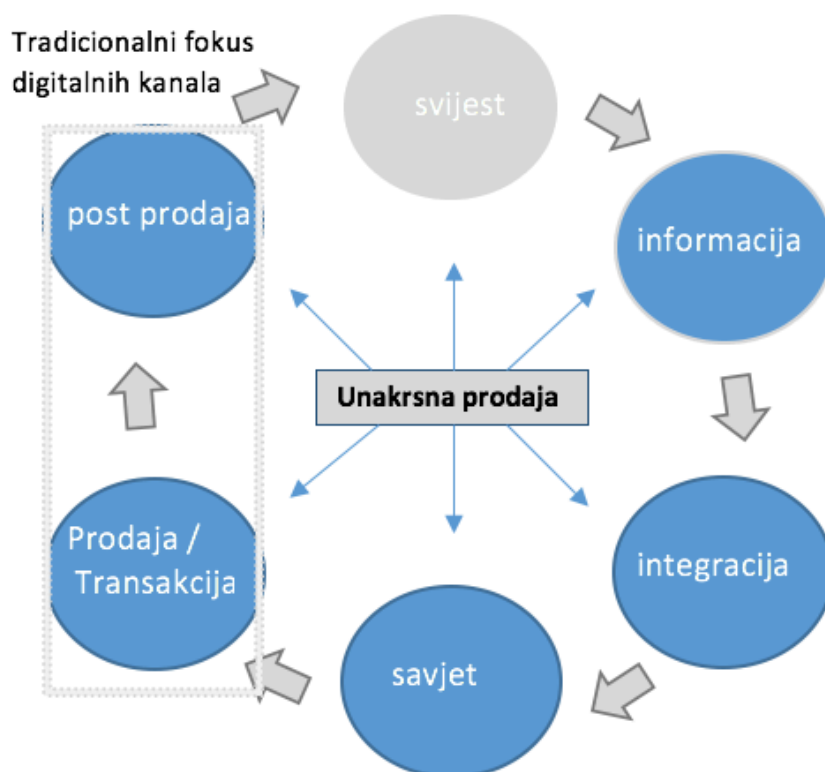 Tradicionalni fokus
digitalnih kanala
svijest
post prodaja
informacija
Unakrsna prodaja
Prodaja /
Transakcija
integracija
savjet